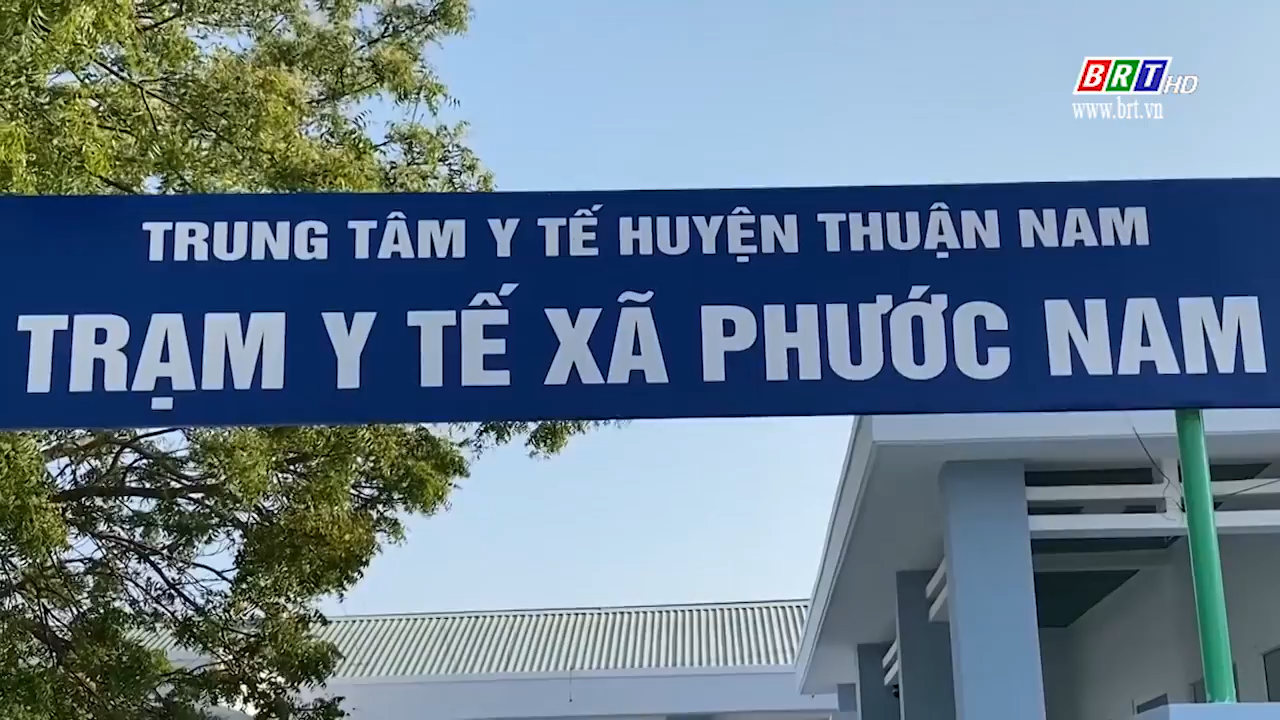 BRT HD
www.brt.vn
TRUNG TÂM Y TẾ HUYỆN THUẬN NAM
TRẠM Y TẾ XÃ PHƯỚC NAM